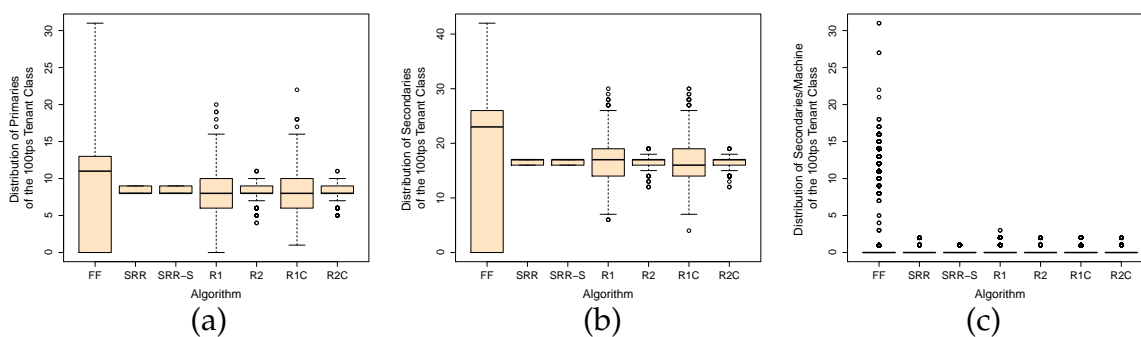 Distribution of Primaries
of the 100tps Tenant Class
0
5
10
15
20
25
30
FF
SRR
SRR−S
R1
R2
R1C
R2C
Algorithm
(a)
Distribution of Secondaries
of the 100tps Tenant Class
0
10
20
30
40
FF
SRR
SRR−S
R1
R2
R1C
R2C
Algorithm
(b)
Distribution of Secondaries/Machine
of the 100tps Tenant Class
0
5
10
15
20
25
30
FF
SRR
SRR−S
R1
R2
R1C
R2C
Algorithm
(c)